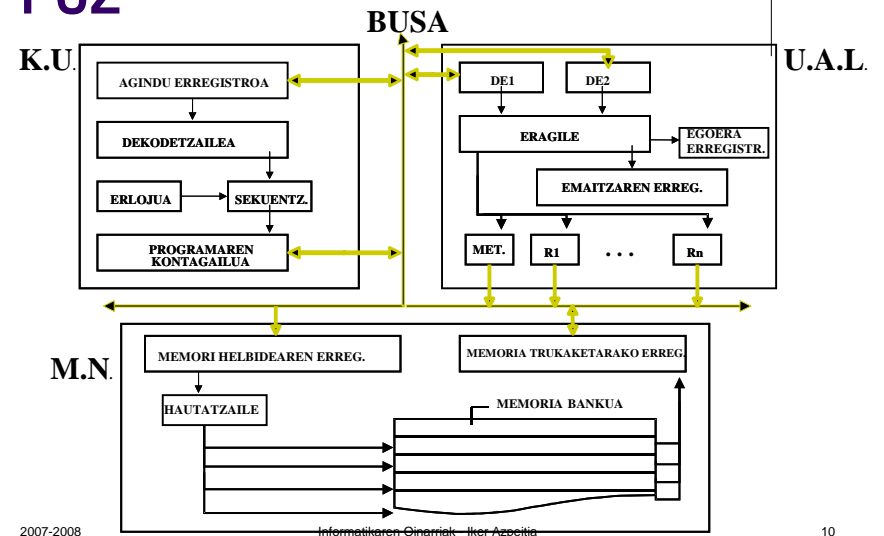 BUSA
K.U.
U.A.L.
AGINDU ERREGISTROA
DE1
DE2
DEKODETZAILEA
ERAGILE
EGOERA
ERREGISTR.
ERLOJUA
SEKUENTZ.
EMAITZAREN ERREG.
PROGRAMAREN
KONTAGAILUA
MET.
R1
. . .
Rn
M.N.
MEMORI HELBIDEAREN ERREG.
MEMORIA TRUKAKETARAKO ERREG.
HAUTATZAILE
MEMORIA BANKUA
2007-2008
Informatikaren Oinarriak - Iker Azpeitia
10